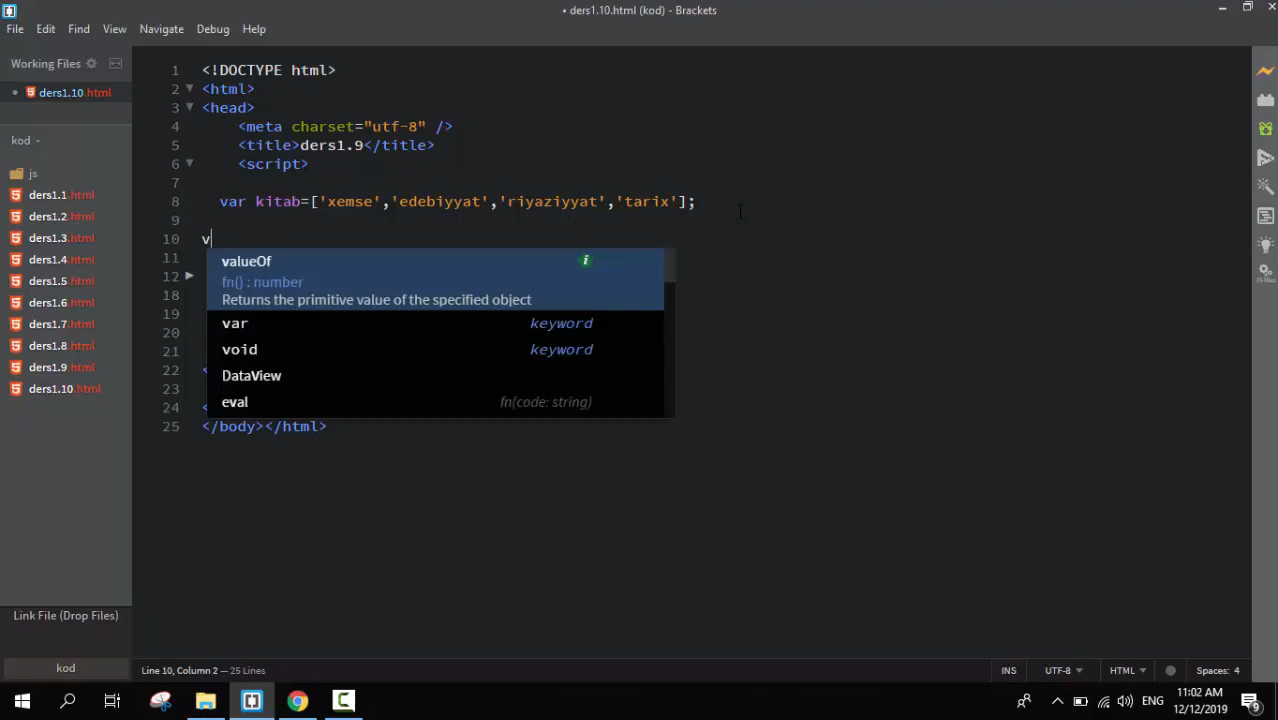 • ders1.10.html (kod) - Brackets
File Edit Find View Navigate Debug Help
Working Files
• ders1.10.html
kod
js
ders1.1.html
ders1.2.html
ders1.3.html
ders1.4.html
ders1.5.html
ders1.6.html
ders1.7.html
ders1.8.html
ders1.9.html
ders1.10.html
Link File (Drop Files)
kod
1 <!DOCTYPE html>
2 <html>
3 <head>
4 <meta charset="utf-8" />
5 <title>ders1.9</title>
6 <script>
7
8 var kitab=['xemse','edebiyyat','riyaziyyat','tarix'];
9
10 v
11
12
18
19
20
21
22 <
23
24 <
25 </body></html>
valueOf
fn() : number
Returns the primitive value of the specified object
var keyword
void keyword
DataView
eval fn(code: string)
25 Files
Line 10, Column 2 — 25 Lines
INS UTF-8 HTML Spaces: 4
ENG
11:02 AM
12/12/2019
9